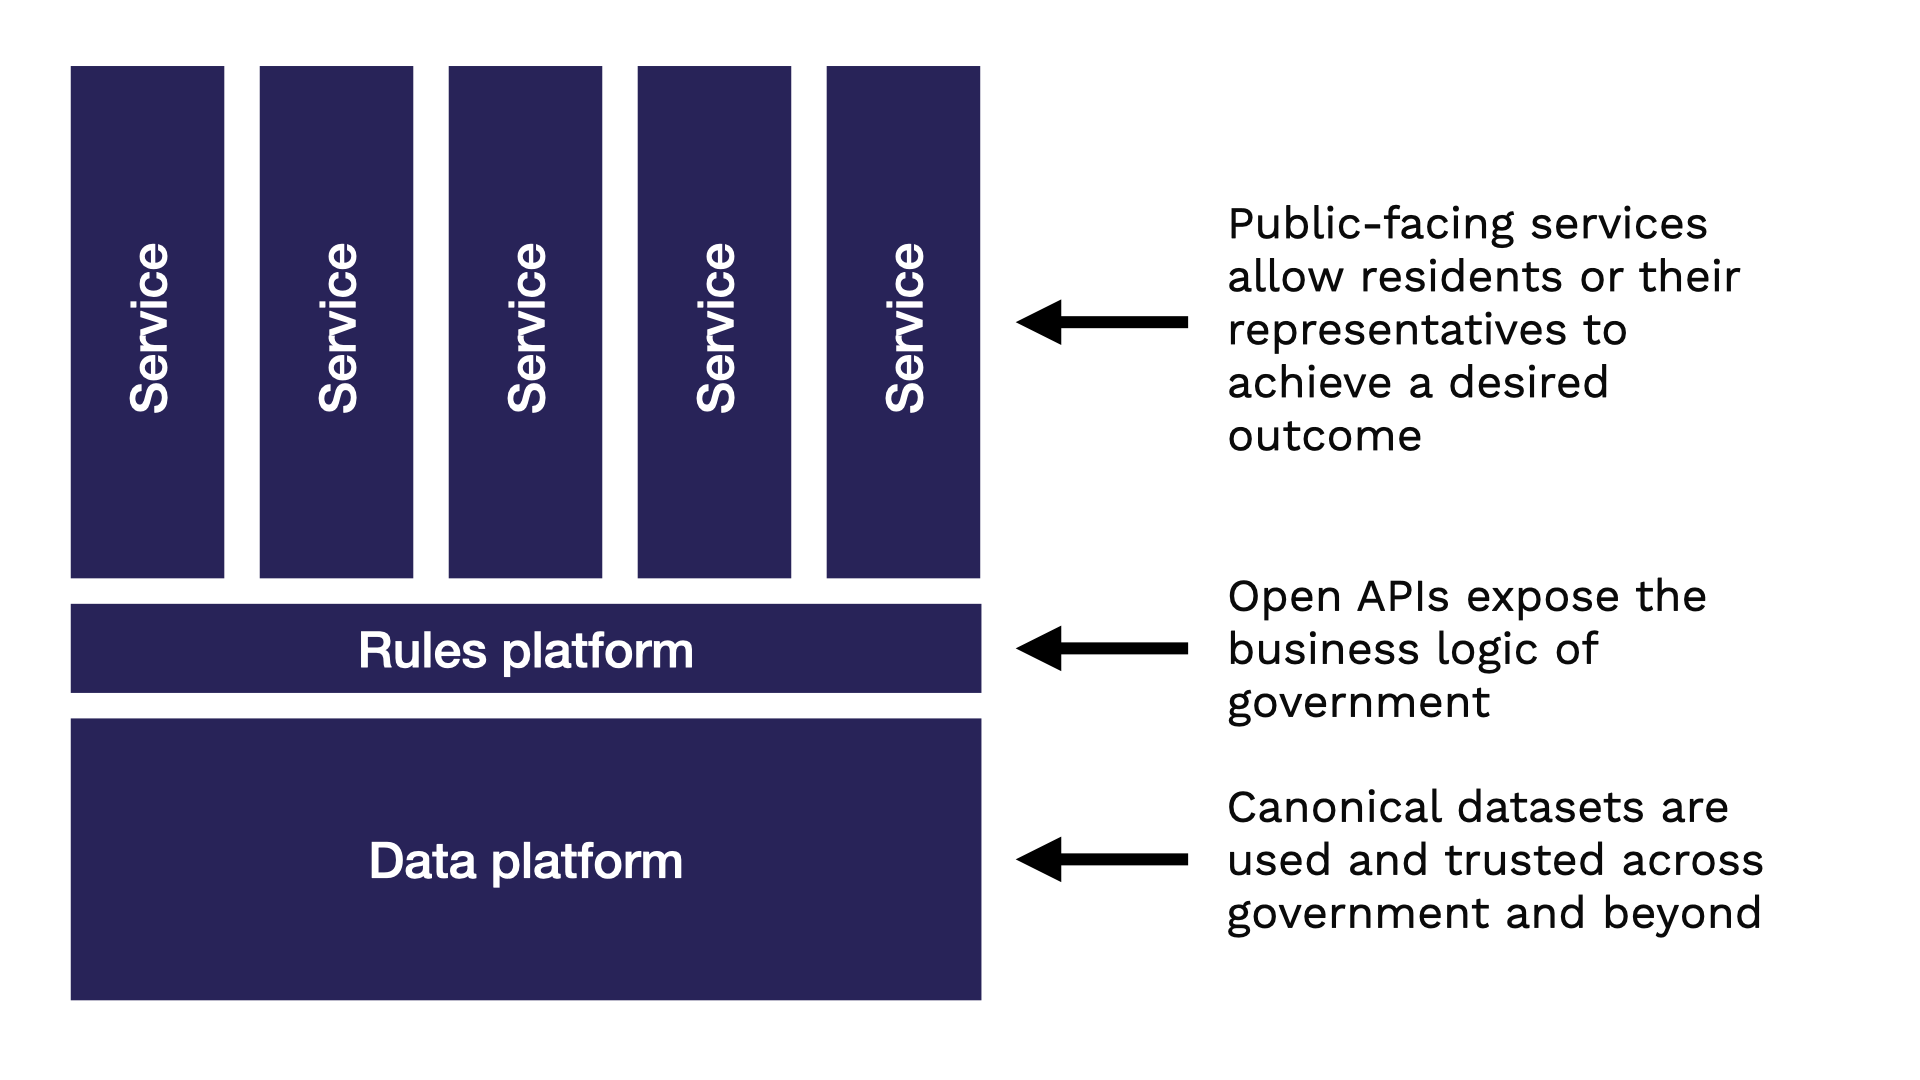 Service
Service
Service
Service
Service
Public-facing services
allow residents or their
representatives to
achieve a desired
outcome
Rules platform
Open APIs expose the
business logic of
government
Data platform
Canonical datasets are
used and trusted across
government and beyond